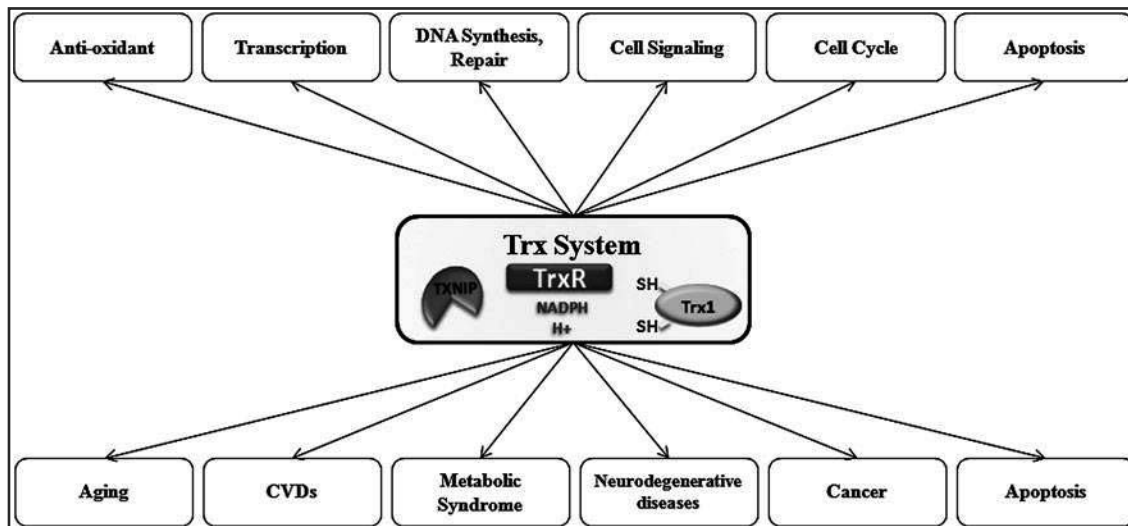 Anti-oxidant
Transcription
DNA Synthesis,
Repair
Cell Signaling
Cell Cycle
Apoptosis
Trx System
TXNIP
TrxR
NADPH
H+
SH
Trx1
SH
Aging
CVDs
Metabolic
Syndrome
Neurodegenerative
diseases
Cancer
Apoptosis